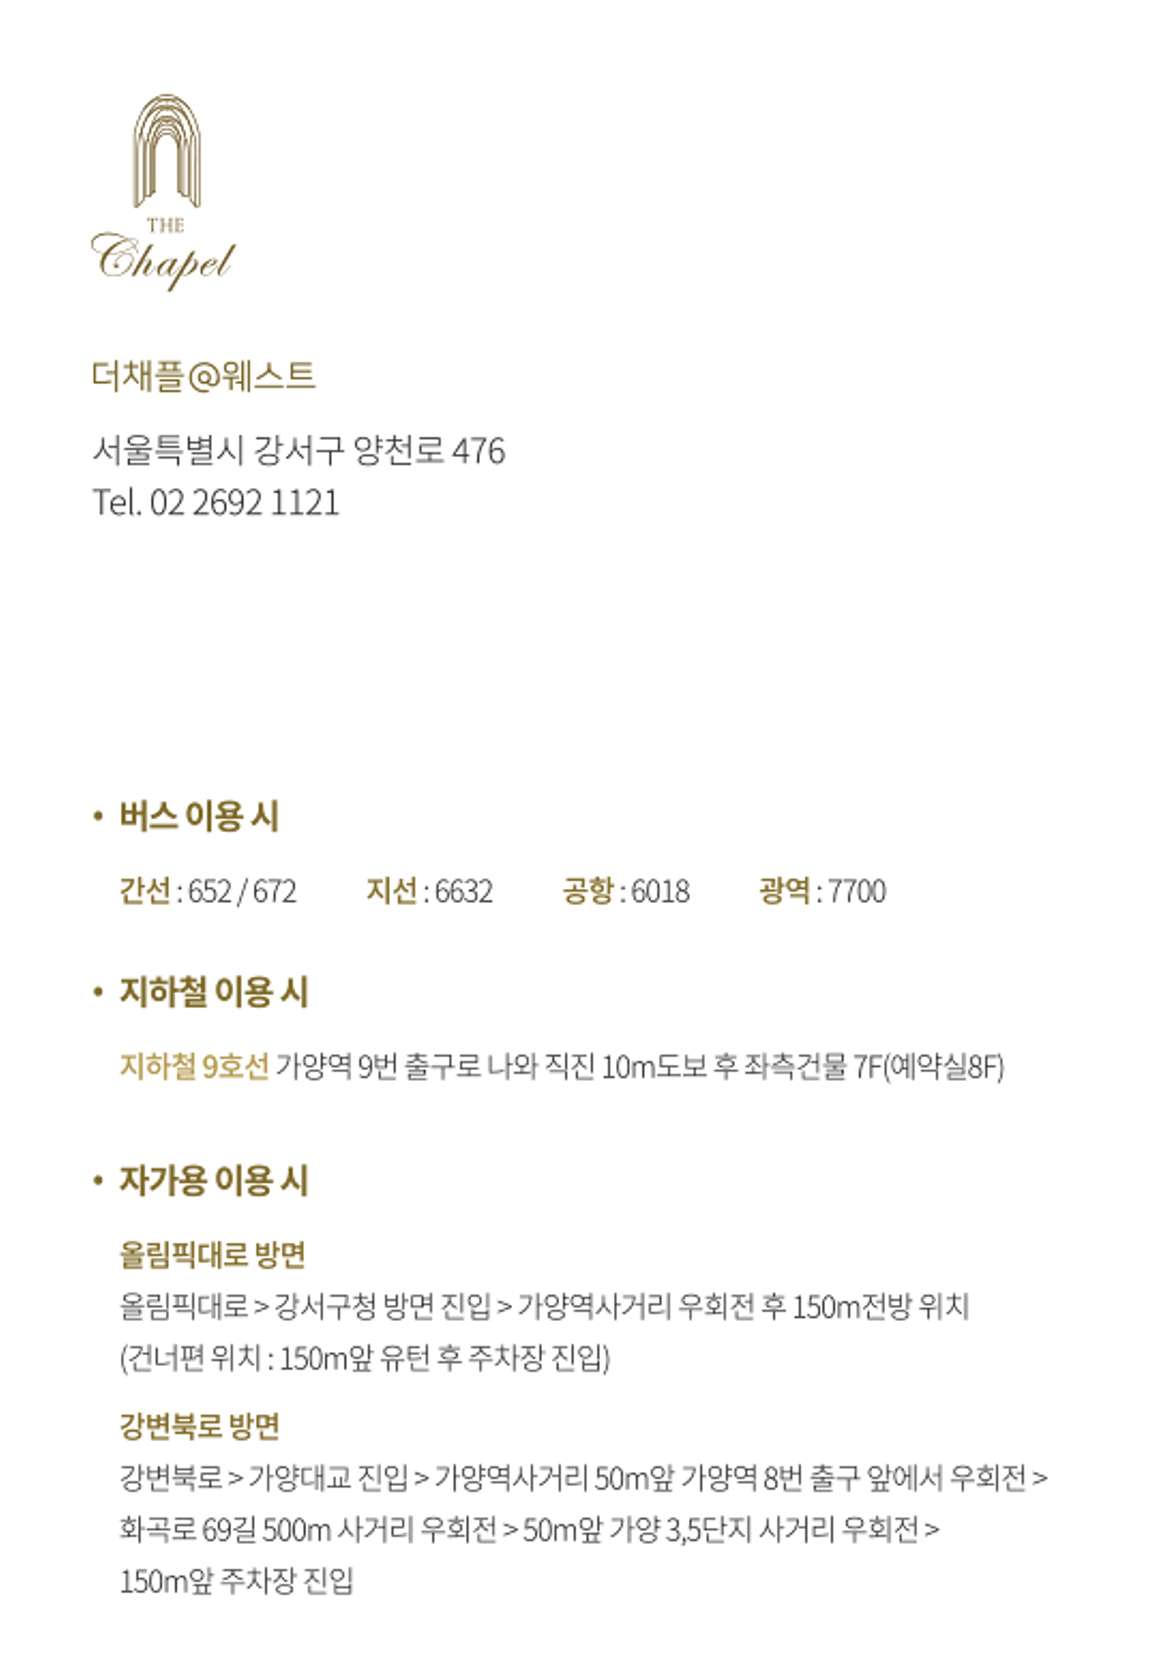 THE
Chapel
더채플@웨스트
서울특별시 강서구 양천로 476
Tel. 02 2692 1121
• 버스 이용 시
간선 : 652 / 672 지선 : 6632 공항 : 6018 광역 : 7700
• 지하철 이용 시
지하철 9호선 가양역 9번 출구로 나와 직진 10m도보 후 좌측건물 7F(예약실8F)
• 자가용 이용 시
올림픽대로 방면
올림픽대로 > 강서구청 방면 진입 > 가양역사거리 우회전 후 150m전방 위치
(건너편 위치 : 150m앞 유턴 후 주차장 진입)
강변북로 방면
강변북로 > 가양대교 진입 > 가양역사거리 50m앞 가양역 8번 출구 앞에서 우회전 >
화곡로 69길 500m 사거리 우회전 > 50m앞 가양 3,5단지 사거리 우회전 >
150m앞 주차장 진입